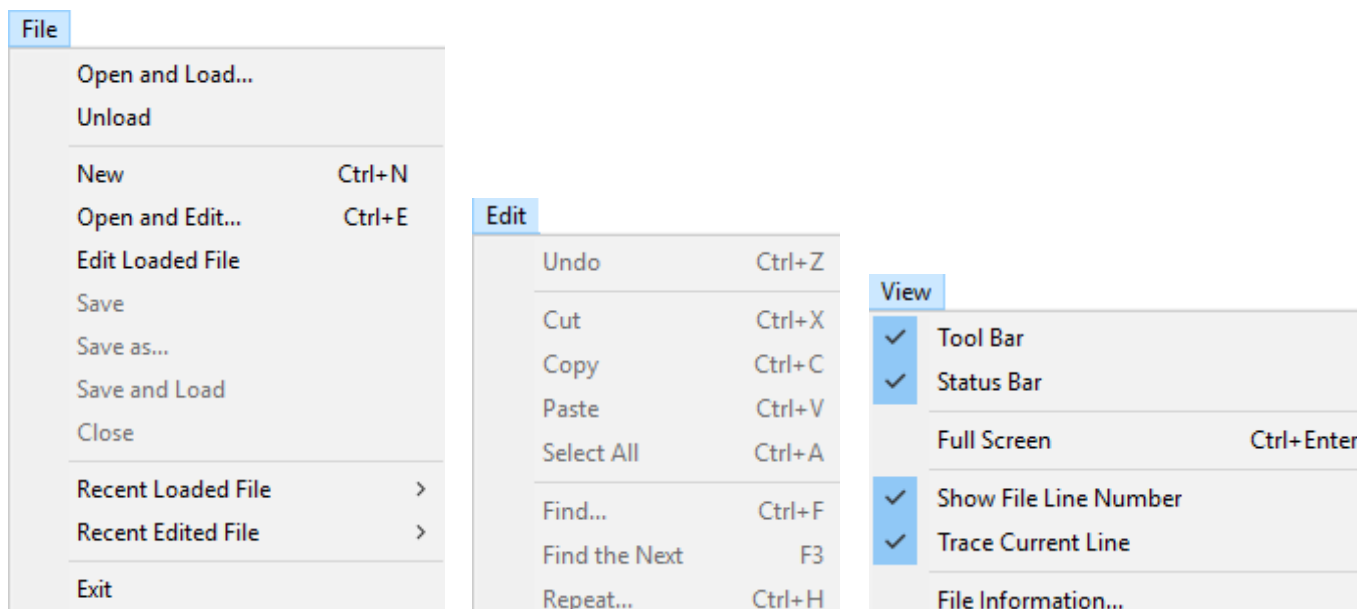 File
Open and Load...
Unload
New Ctrl+N
Open and Edit... Ctrl+E
Edit Loaded File
Save
Save as...
Save and Load
Close
Recent Loaded File >
Recent Edited File >
Exit
Edit
Undo Ctrl+Z
Cut Ctrl+X
Copy Ctrl+C
Paste Ctrl+V
Select All Ctrl+A
Find... Ctrl+F
Find the Next F3
Repeat... Ctrl+H
View
Tool Bar
Status Bar
Full Screen Ctrl+Enter
Show File Line Number
Trace Current Line
File Information...